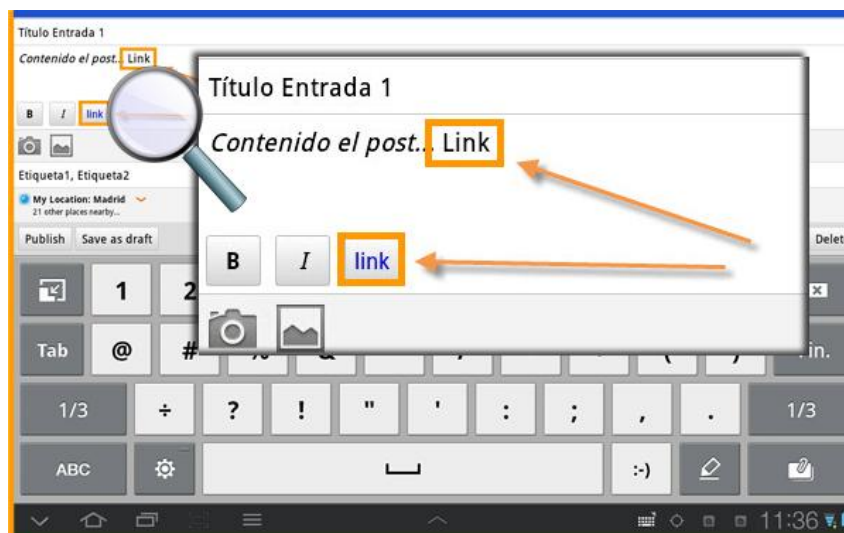 Título Entrada 1
Contenido el post... Link
B I link
Etiqueta1, Etiqueta2
My Location: Madrid
21 other places nearby...
Publish Save as draft
Título Entrada 1
Contenido el post... Link
B I link
1 2
Tab @ #
1/3 ÷ ? ! " ' : ; , . 1/3
ABC :-)
11:36